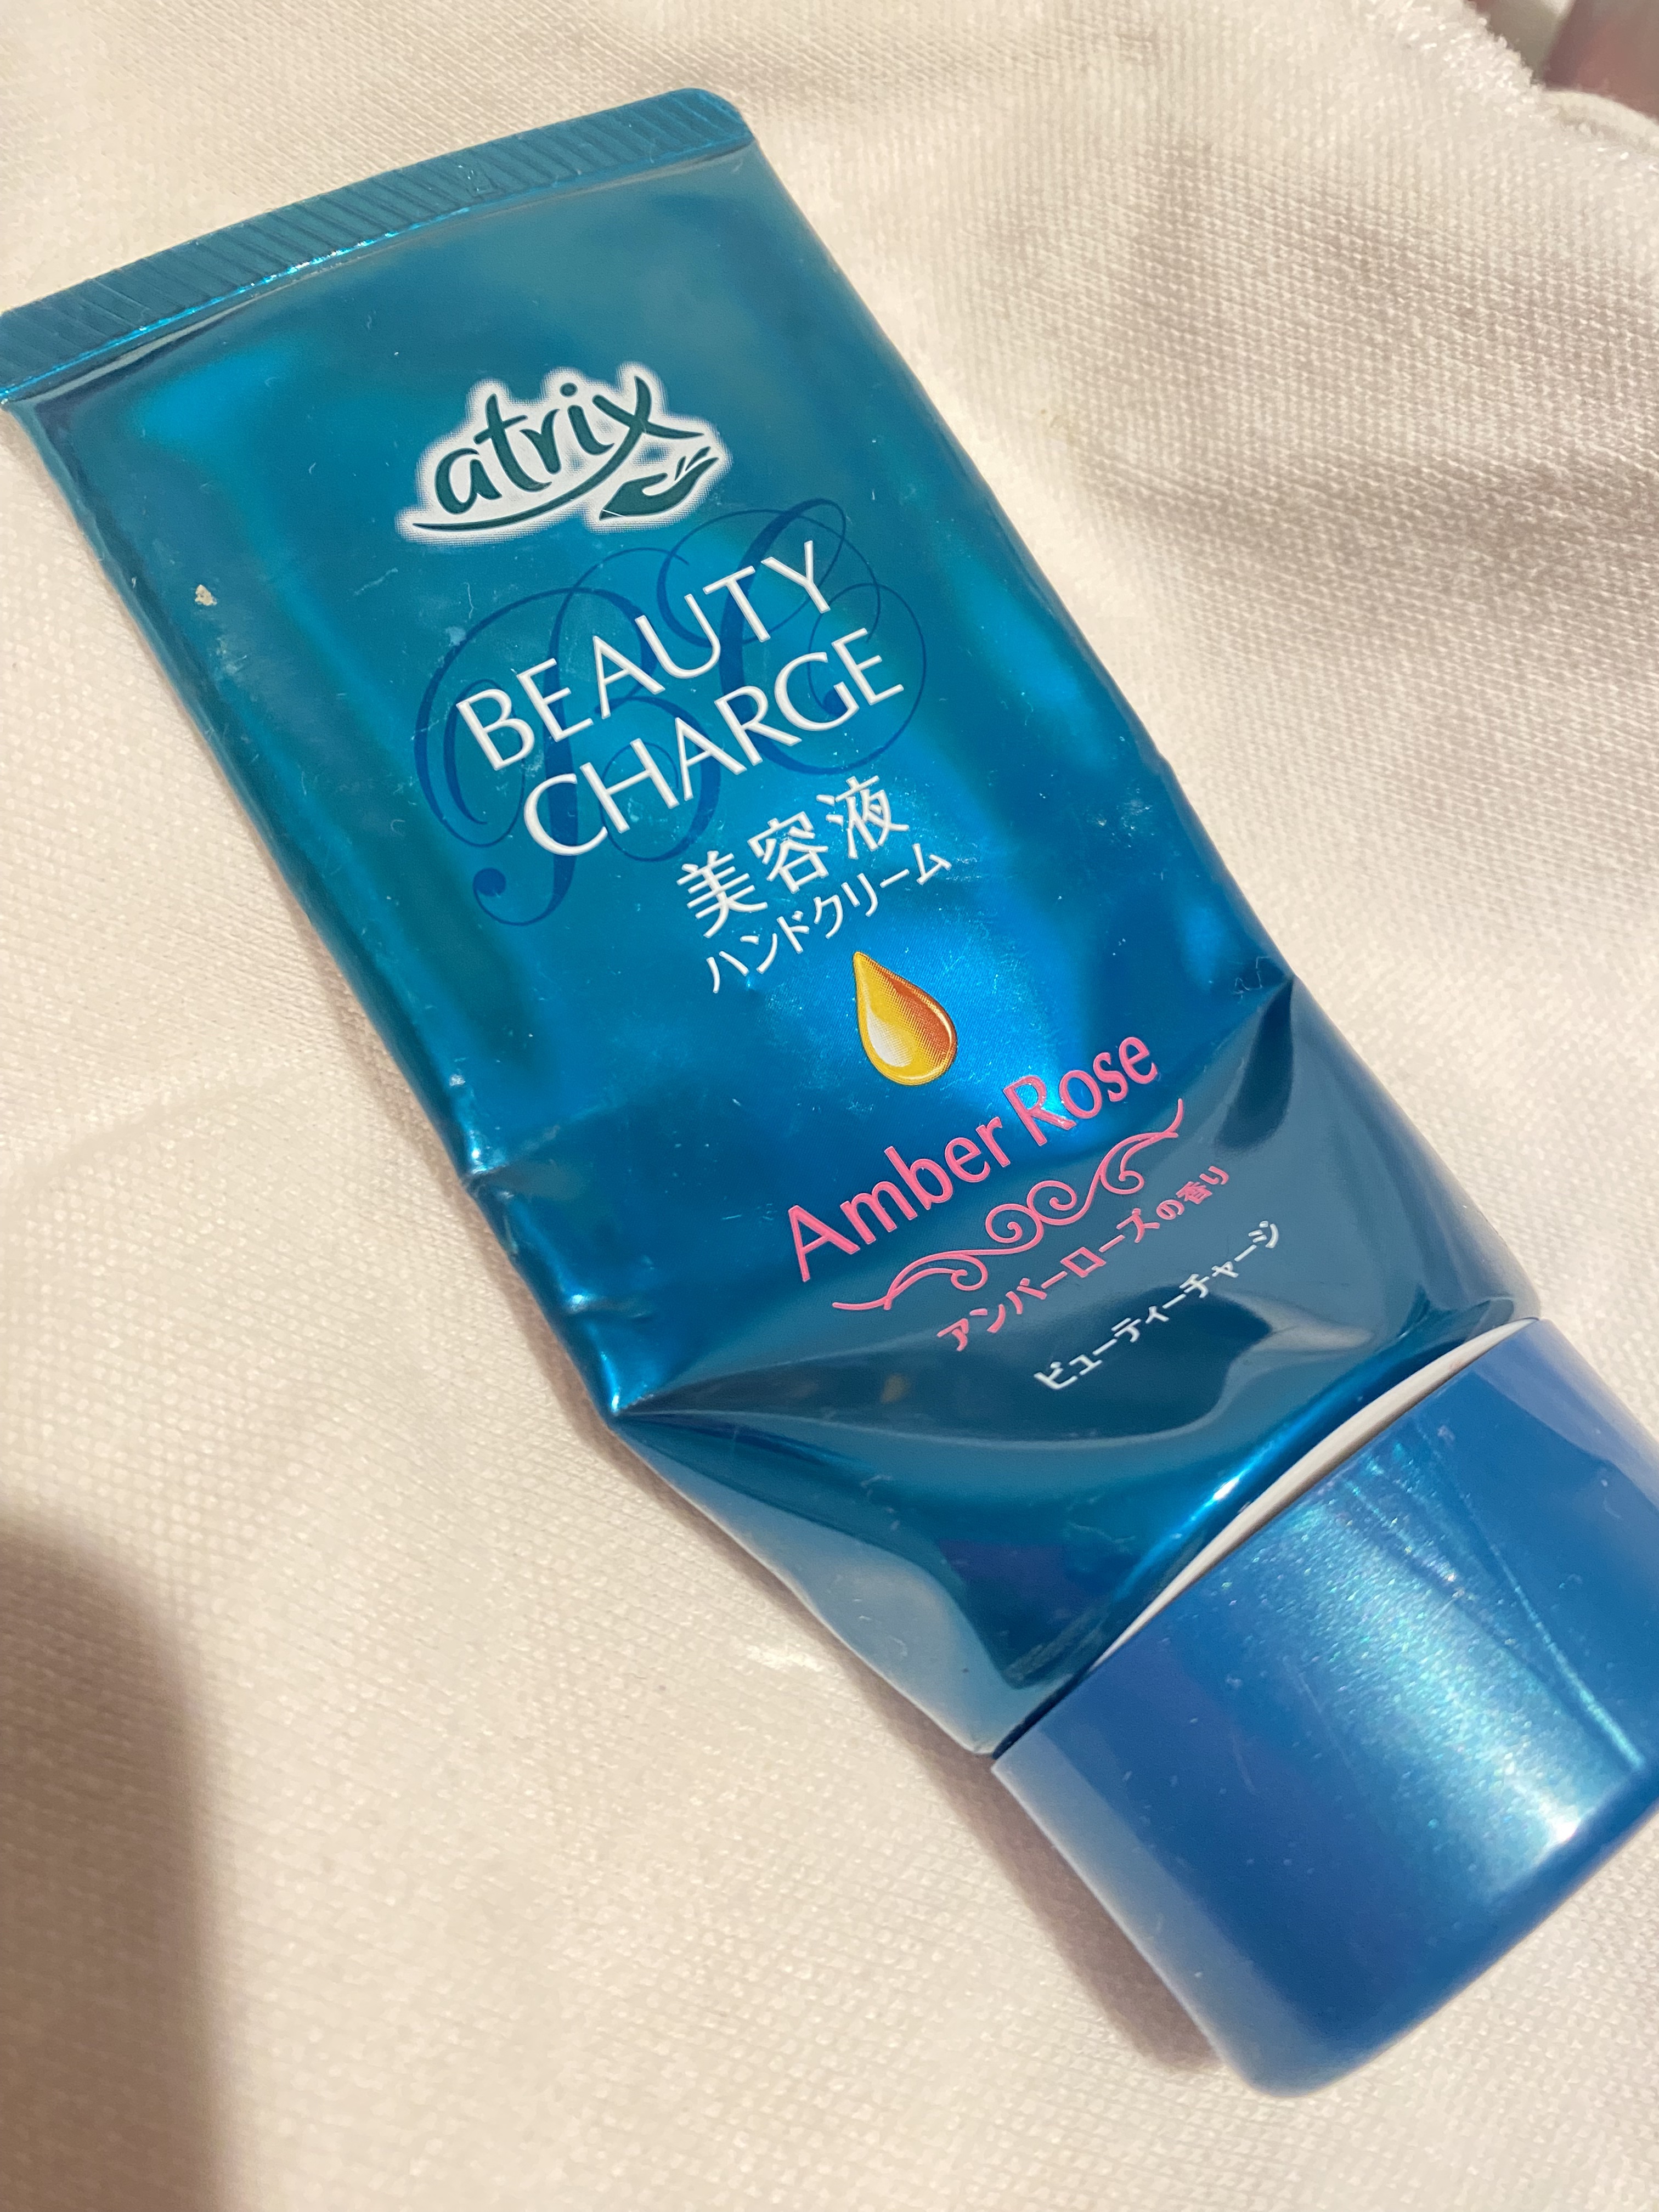 atrix
BEAUTY
CHARGE
美容液
ハンドクリーム
Amber Rose
アンバーローズの香り
ビューティーチャージ